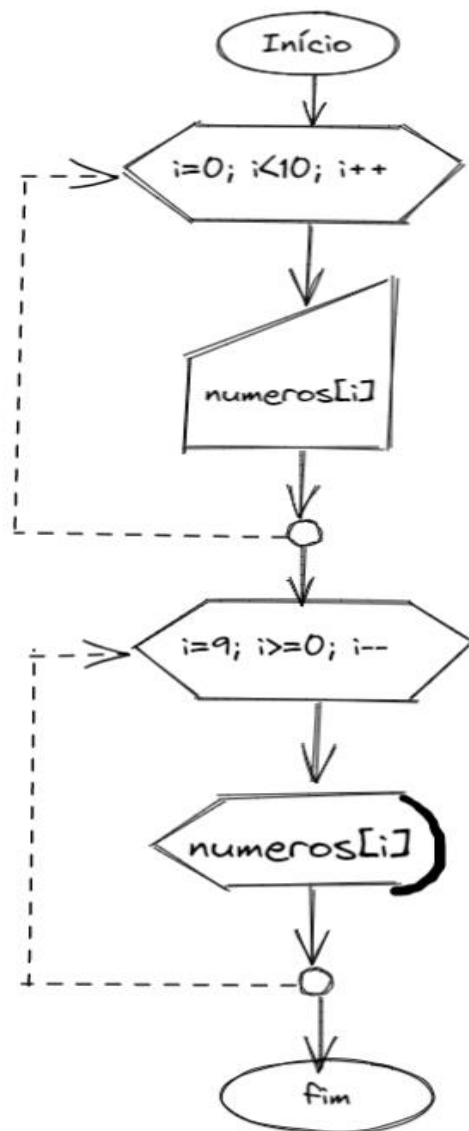 Início
i=0; i<10; i++
numeros[i]
i=9; i>=0; i--
numeros[i]
fim